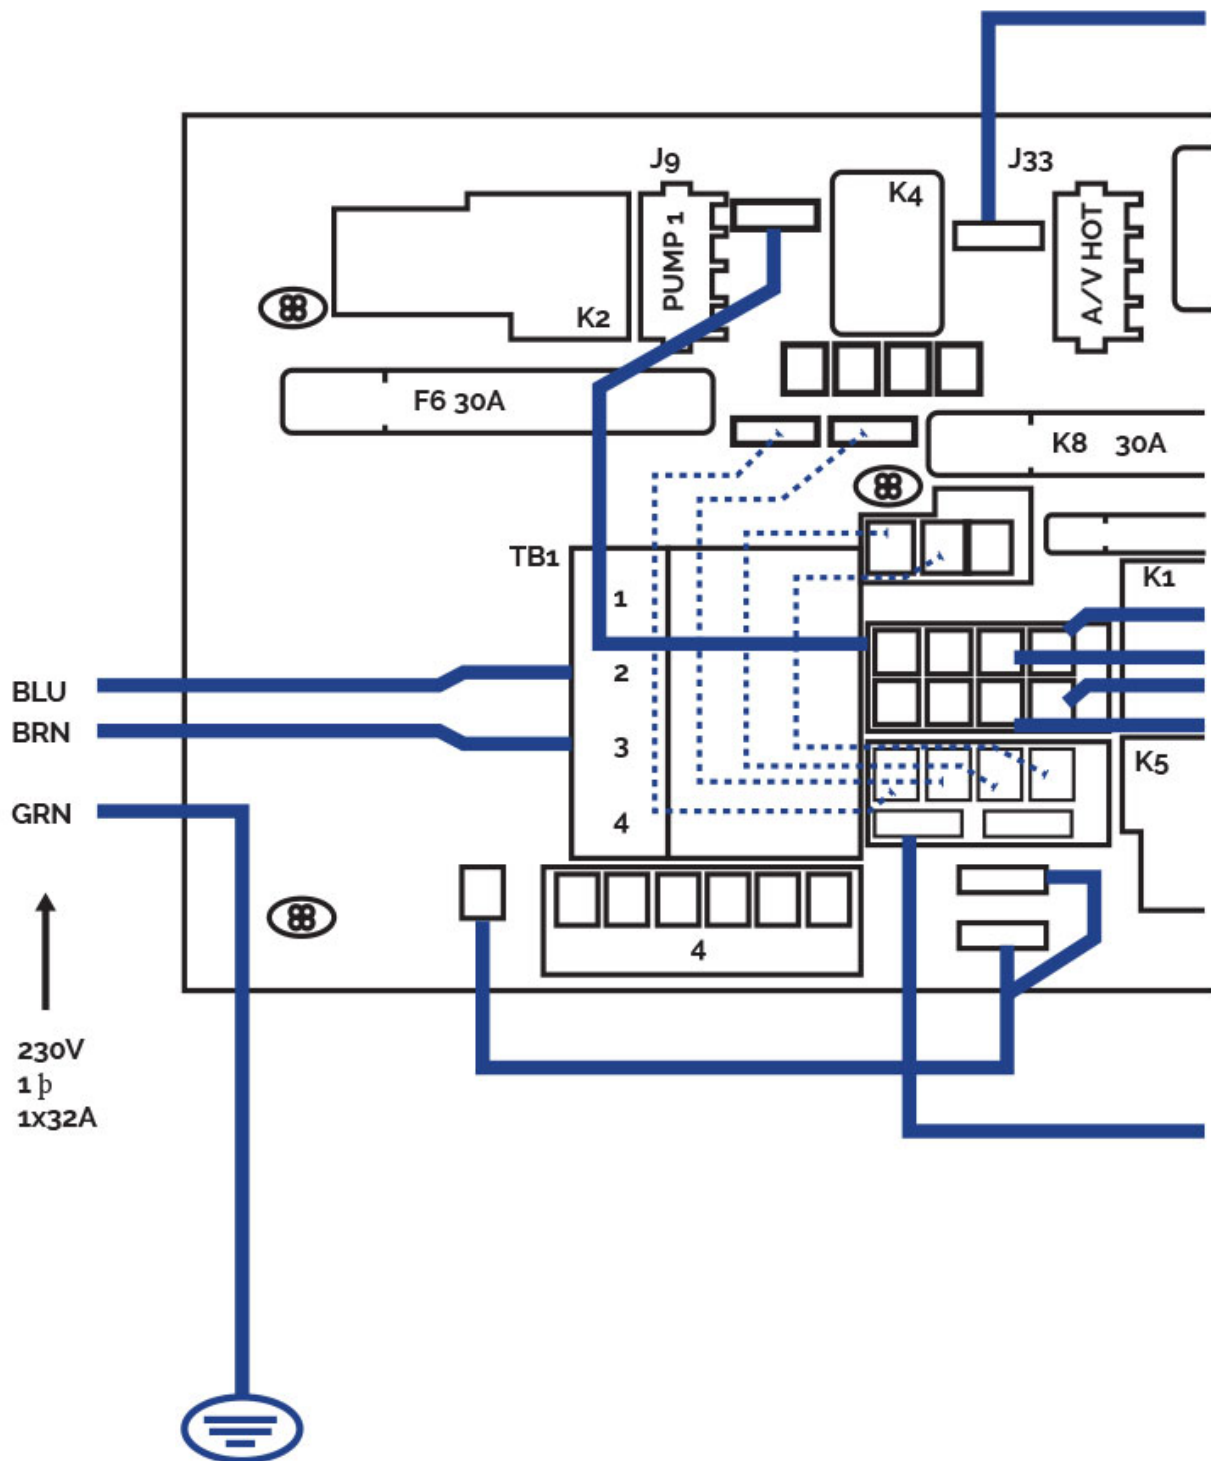 J9
J33
K4
PUMP 1
A/V HOT
K2
F6 30A
K8 30A
TB1
K1
1
2
BLU
BRN
3
K5
GRN
4
4
230V
1 þ
1x32A